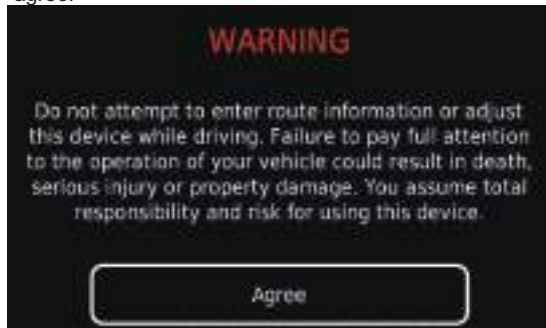 agree.
WARNING
Do not attempt to enter route information or adjust
this device while driving. Failure to pay full attention
to the operation of your vehicle could result in death,
serious injury or property damage. You assume total
responsibility and risk for using this device.
Agree